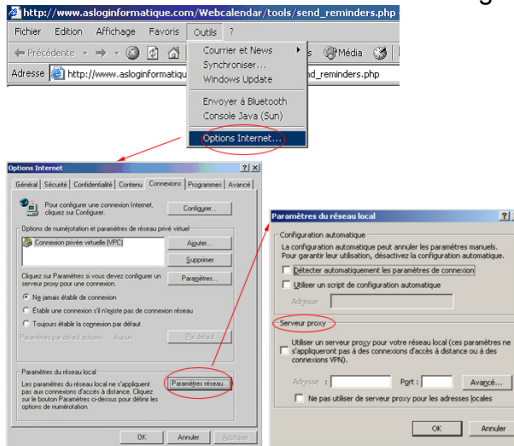 http://www.asloginformatique.com/Webcalendar/tools/send_reminders.php
Fichier Edition Affichage Favoris Outils ?
Précédente
Média
Adresse http://www.asloginformatiqu
nd_reminders.php
Courrier et News
Synchroniser...
Windows Update
Envoyer à Bluetooth
Console Java (Sun)
Options Internet...
Options Internet
Général Sécurité Confidentialité Contenu Connexions Programmes Avancé
Pour configurer une connexion Internet,
cliquez sur Configurer.
Configurer...
Options de numérotation et paramètres de réseau privé virtuel
Connexion privée virtuelle (VPC)
Ajouter...
Supprimer
Cliquez sur Paramètres si vous devez configurer un
serveur proxy pour une connexion.
Paramètres...
Ne jamais établir de connexion
Établir une connexion s'il n'existe pas de connexion réseau
Toujours établir la connexion par défaut
Paramètres par défaut actuels : Aucun
Par défaut
Paramètres du réseau local
Les paramètres du réseau local ne s'appliquent
pas aux connexions d'accès à distance. Cliquez
sur le bouton Paramètres ci-dessus pour définir les
options de numérotation.
Paramètres réseau...
OK Annuler Appliquer
Paramètres du réseau local
Configuration automatique
La configuration automatique peut annuler les paramètres manuels.
Pour garantir leur utilisation, désactivez la configuration automatique.
Détecter automatiquement les paramètres de connexion
Utiliser un script de configuration automatique
Adresse
Serveur proxy
Utiliser un serveur proxy pour votre réseau local (ces paramètres ne
s'appliqueront pas à des connexions d'accès à distance ou à des
connexions VPN).
Adresse : Port : Avancé...
Ne pas utiliser de serveur proxy pour les adresses locales
OK Annuler